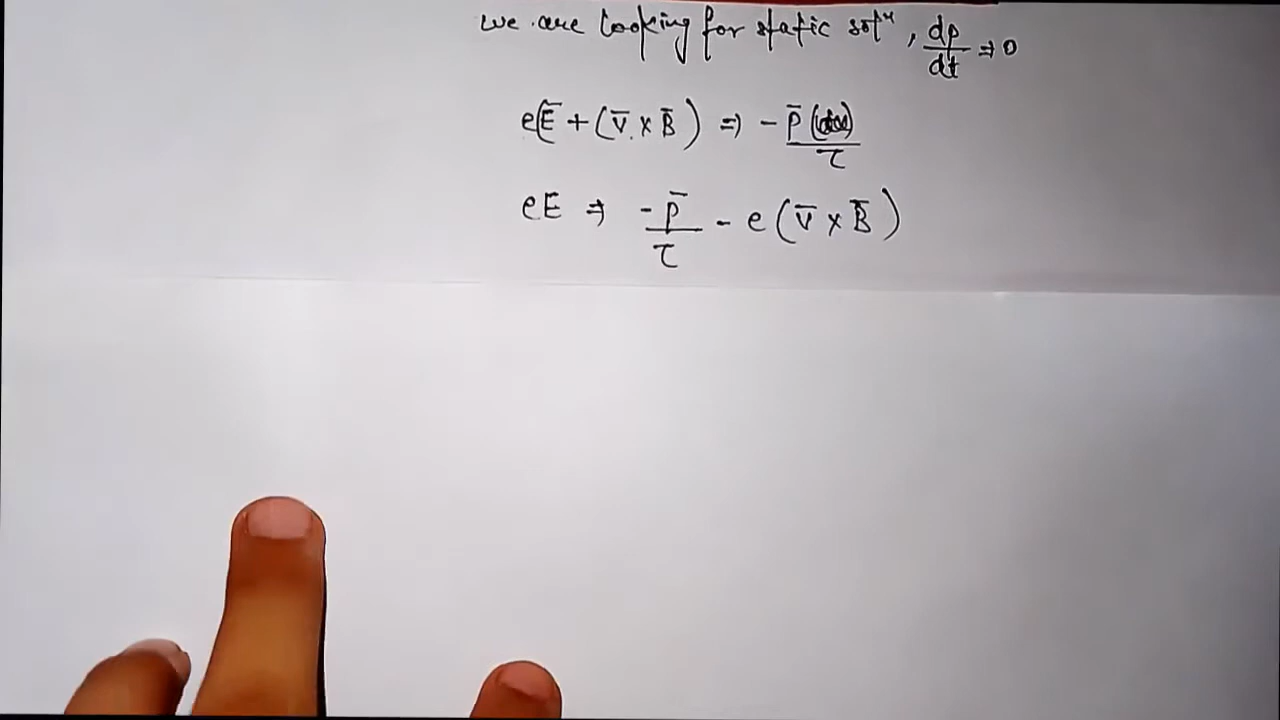 we are looking for static solⁿ, dp/dt ⇒ 0
e(E̅ + (V̅ × B̅) ⇒ - p̅/τ
eE ⇒ -p̅/τ - e(V̅ × B̅)